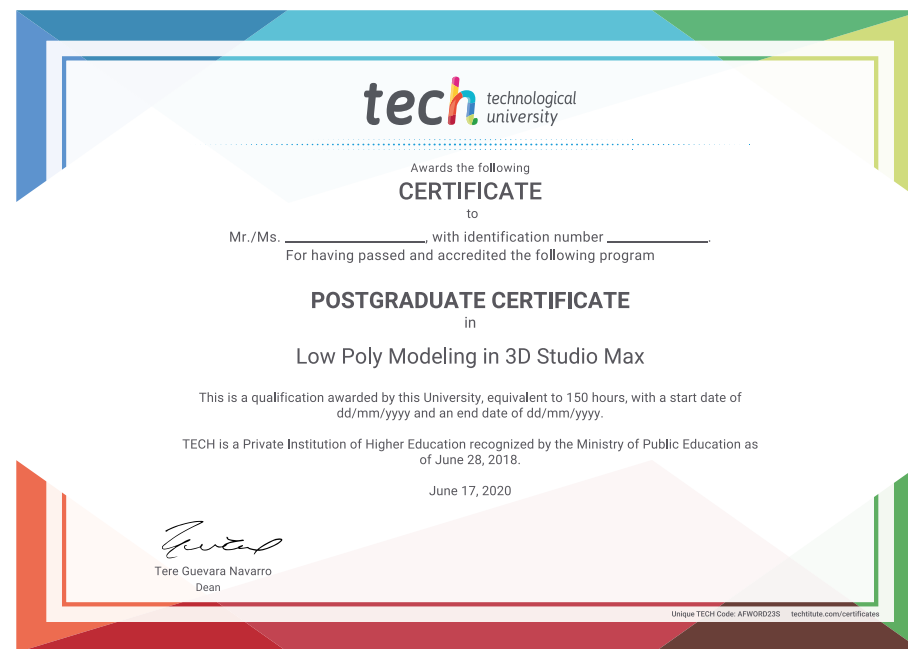 tech technological
university
Awards the following
CERTIFICATE
to
Mr./Ms. ____________________, with identification number ______________.
For having passed and accredited the following program
POSTGRADUATE CERTIFICATE
in
Low Poly Modeling in 3D Studio Max
This is a qualification awarded by this University, equivalent to 150 hours, with a start date of
dd/mm/yyyy and an end date of dd/mm/yyyy.
TECH is a Private Institution of Higher Education recognized by the Ministry of Public Education as
of June 28, 2018.
June 17, 2020
Tere Guevara Navarro
Dean
Unique TECH Code: AFWORD23S techtitute.com/certificates